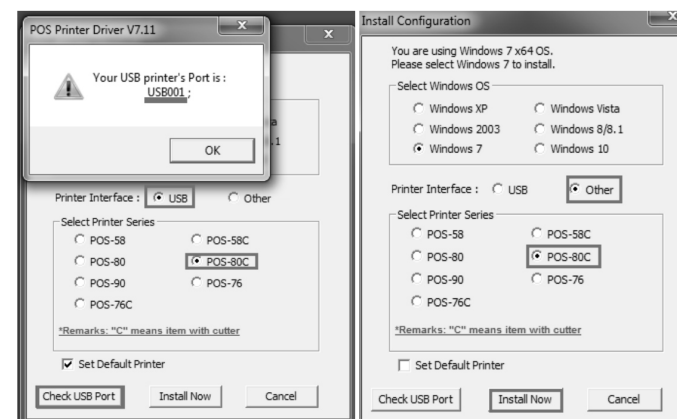 POS Printer Driver V7.11
x
x
Your USB printer's Port is :
USB001 ;
OK
a
.1
Printer Interface : USB Other
Select Printer Series
POS-58 POS-58C
POS-80 POS-80C
POS-90 POS-76
POS-76C
*Remarks: "C" means item with cutter
Set Default Printer
Check USB Port Install Now Cancel
Install Configuration
x
You are using Windows 7 x64 OS.
Please select Windows 7 to install.
Select Windows OS
Windows XP Windows Vista
Windows 2003 Windows 8/8.1
Windows 7 Windows 10
Printer Interface : USB Other
Select Printer Series
POS-58 POS-58C
POS-80 POS-80C
POS-90 POS-76
POS-76C
*Remarks: "C" means item with cutter
Set Default Printer
Check USB Port Install Now Cancel